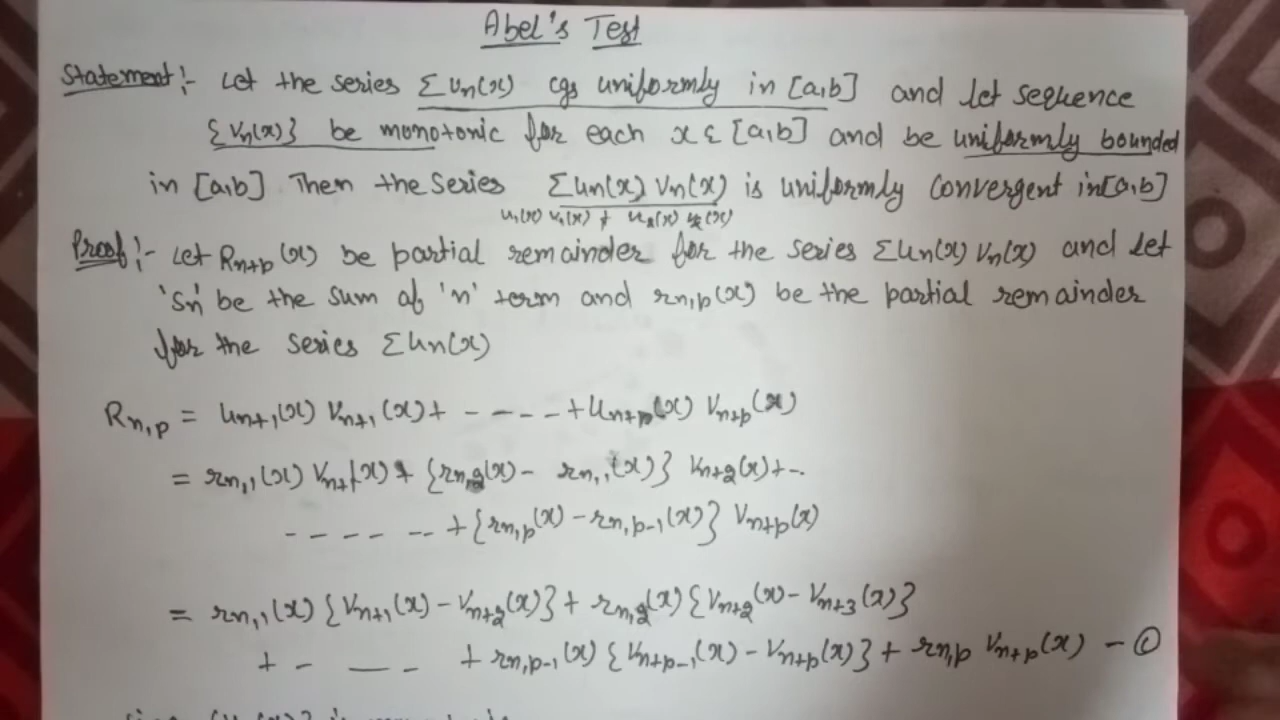 Abel's Test
Statement:- Let the series Σun(x) cgs uniformly in [a,b] and let sequence
{Vn(x)} be monotonic for each x ε [a,b] and be uniformly bounded
in [a,b] Then the Series Σun(x) Vn(x) is uniformly convergent in [a,b]
u₁(x) v₁(x) + u₂(x) v₂(x)
Proof:- Let Rn+p (x) be partial remainder for the series Σun(x) Vn(x) and let
'Sn' be the sum of 'n' term and rn,p(x) be the partial remainder
for the series Σun(x)
Rn,p = un+1(x) Vn+1(x) + - - - - + un+p(x) Vn+p(x)
= rn,1(x) Vn+1(x) + {rn,2(x) - rn,1(x)} Vn+2(x) + -
- - - - - - + {rn,p(x) - rn,p-1(x)} Vn+p(x)
= rn,1(x) {Vn+1(x) - Vn+2(x)} + rn,2(x) {Vn+2(x) - Vn+3(x)}
+ - - - + rn,p-1(x) {Vn+p-1(x) - Vn+p(x)} + rn,p Vn+p(x) - ①